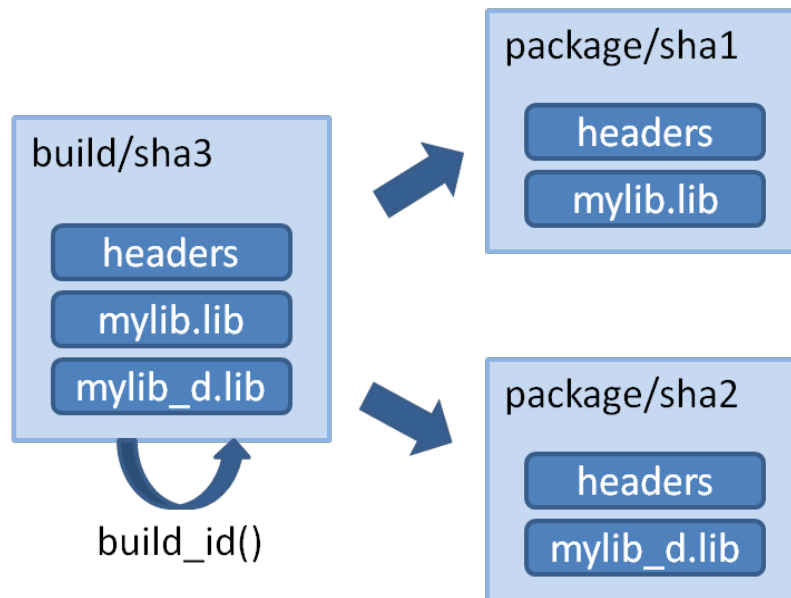 build/sha3
headers
mylib.lib
mylib_d.lib
build_id()
package/sha1
headers
mylib.lib
package/sha2
headers
mylib_d.lib